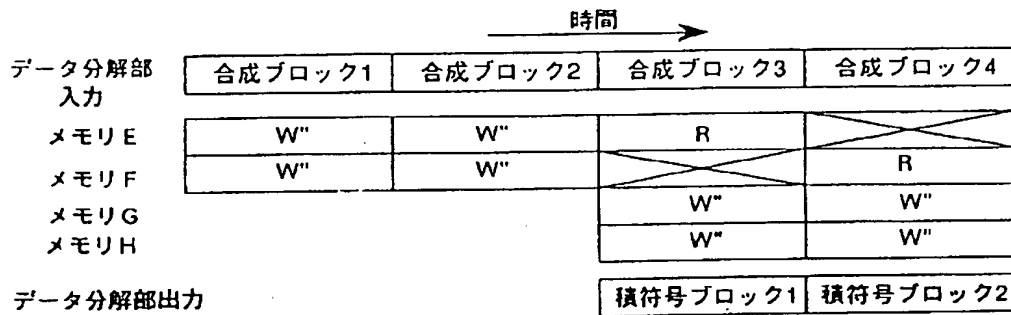 時間
データ分解部
入力
合成ブロック1 合成ブロック2 合成ブロック3 合成ブロック4
メモリE W" W" R
メモリF W" W" R
メモリG W" W"
メモリH W" W"
データ分解部出力 積符号ブロック1 積符号ブロック2